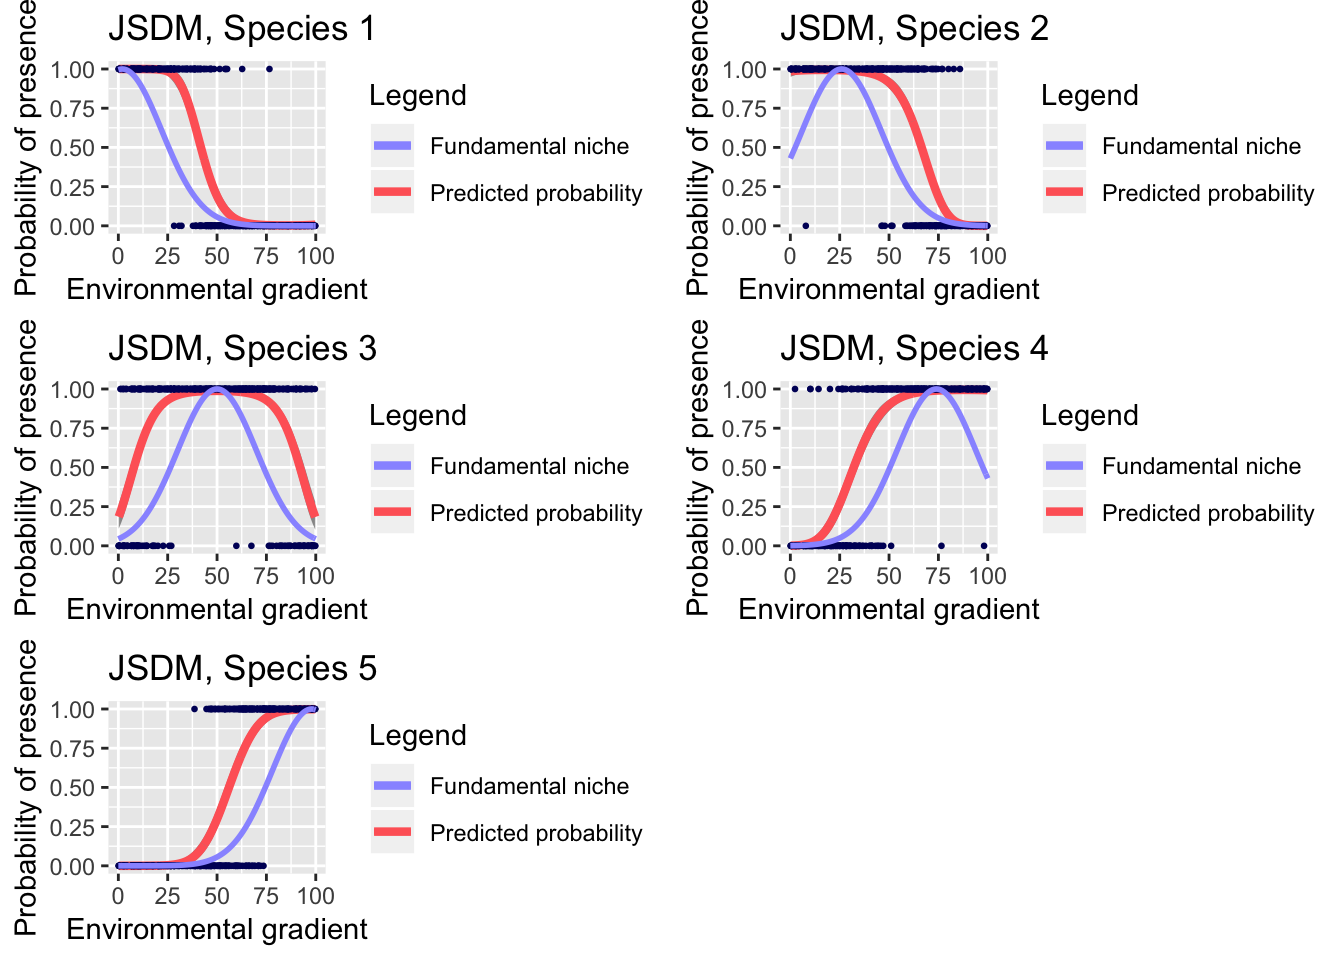 JSDM, Species 1
Probability of presence
1.00
0.75
0.50
0.25
0.00
0 25 50 75 100
Environmental gradient
Legend
Fundamental niche
Predicted probability
JSDM, Species 2
Probability of presence
1.00
0.75
0.50
0.25
0.00
0 25 50 75 100
Environmental gradient
Legend
Fundamental niche
Predicted probability
JSDM, Species 3
Probability of presence
1.00
0.75
0.50
0.25
0.00
0 25 50 75 100
Environmental gradient
Legend
Fundamental niche
Predicted probability
JSDM, Species 4
Probability of presence
1.00
0.75
0.50
0.25
0.00
0 25 50 75 100
Environmental gradient
Legend
Fundamental niche
Predicted probability
JSDM, Species 5
Probability of presence
1.00
0.75
0.50
0.25
0.00
0 25 50 75 100
Environmental gradient
Legend
Fundamental niche
Predicted probability